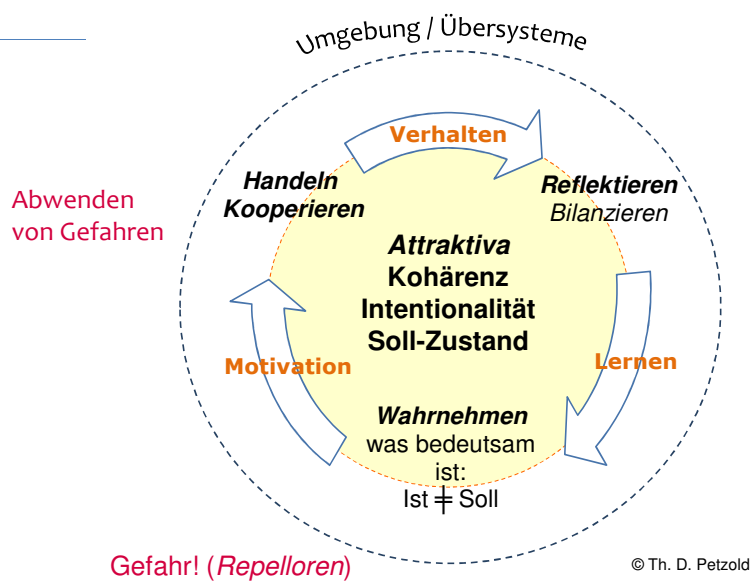 Umgebung / Übersysteme
Verhalten
Handeln
Kooperieren
Reflektieren
Bilanzieren
Abwenden
von Gefahren
Attraktiva
Kohärenz
Intentionalität
Soll-Zustand
Motivation
Lernen
Wahrnehmen
was bedeutsam
ist:
Ist ╪ Soll
Gefahr! (Repelloren)
© Th. D. Petzold